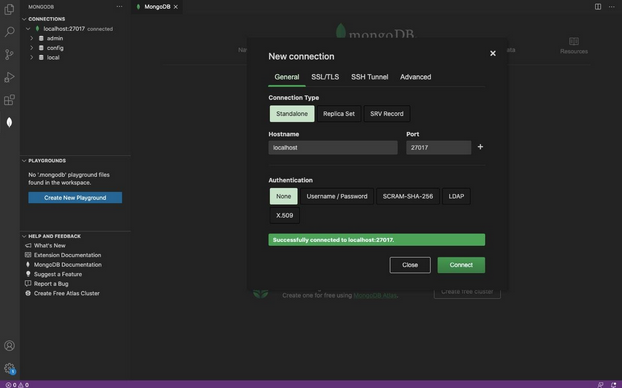 MONGODB
MongoDB
CONNECTIONS
localhost:27017 connected
admin
config
local
mongoDB
Resources
New connection
General SSL/TLS SSH Tunnel Advanced
Connection Type
Standalone Replica Set SRV Record
Hostname Port
localhost 27017
Authentication
None Username / Password SCRAM-SHA-256 LDAP
X.509
Successfully connected to localhost:27017.
Close Connect
Create one for free using MongoDB Atlas.
Create free cluster
PLAYGROUNDS
No '.mongodb' playground files
found in the workspace.
Create New Playground
HELP AND FEEDBACK
What's New
Extension Documentation
MongoDB Documentation
Suggest a Feature
Report a Bug
Create Free Atlas Cluster
1
0 0